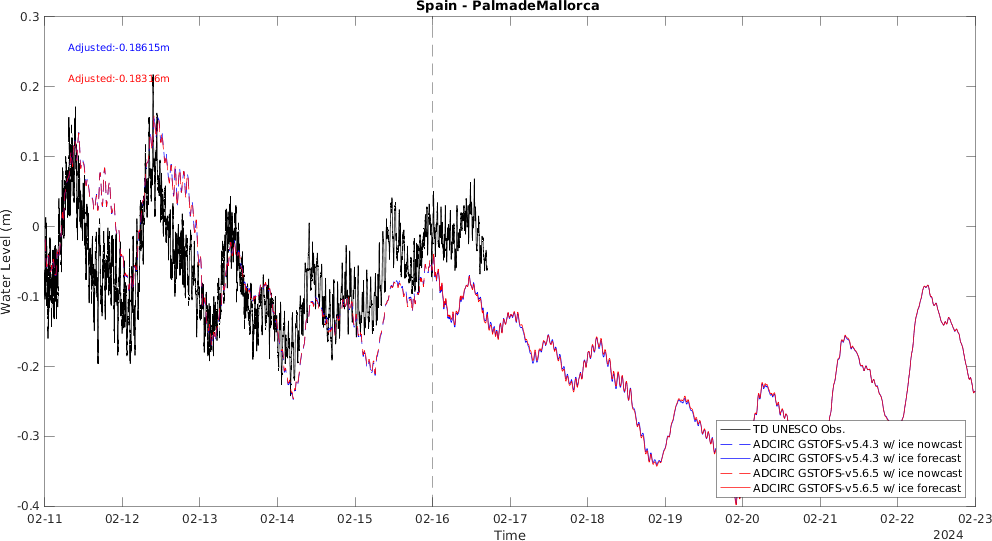 Spain - PalmadeMallorca
Adjusted:-0.18615m
Adjusted:-0.18316m
Water Level (m)
0.3
0.2
0.1
0
-0.1
-0.2
-0.3
-0.4
TD UNESCO Obs.
ADCIRC GSTOFS-v5.4.3 w/ ice nowcast
ADCIRC GSTOFS-v5.4.3 w/ ice forecast
ADCIRC GSTOFS-v5.6.5 w/ ice nowcast
ADCIRC GSTOFS-v5.6.5 w/ ice forecast
02-11 02-12 02-13 02-14 02-15 02-16 02-17 02-18 02-19 02-20 02-21 02-22 02-23
Time
2024